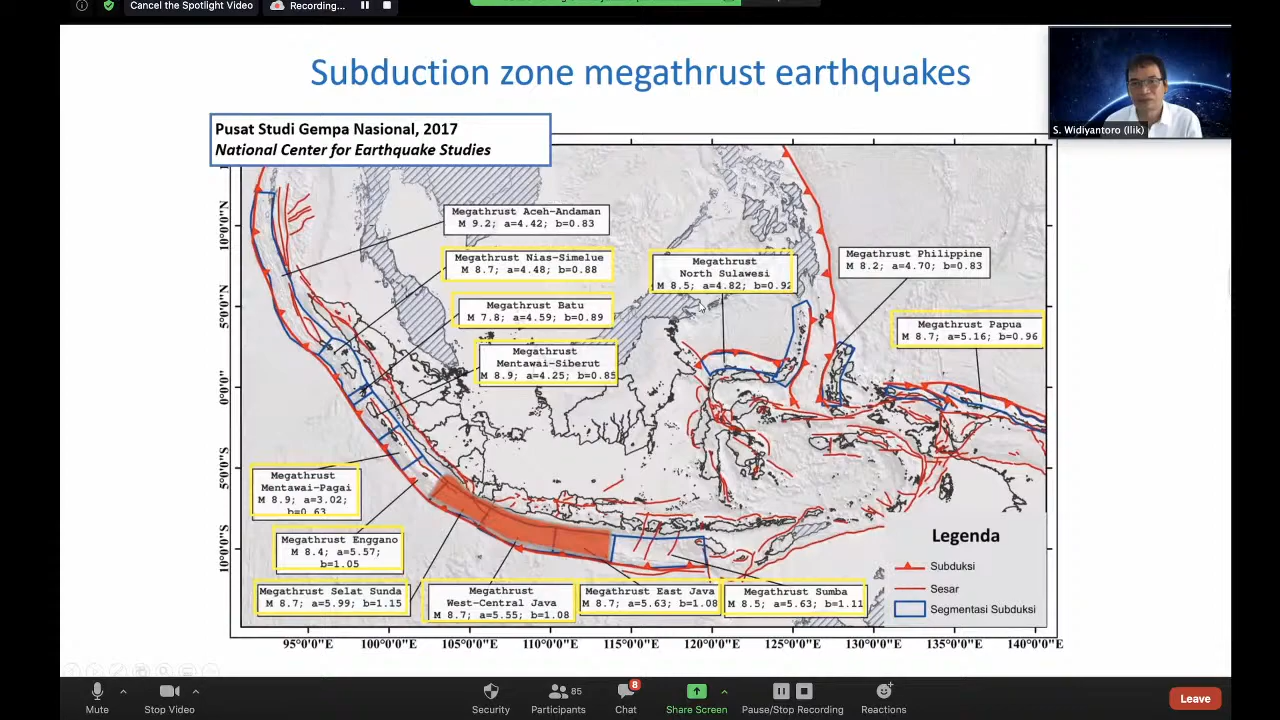 Cancel the Spotlight Video
Recording...
Subduction zone megathrust earthquakes
S. Widiyantoro (Ilik)
Pusat Studi Gempa Nasional, 2017
National Center for Earthquake Studies
Megathrust Aceh-Andaman
M 9.2; a=4.42; b=0.83
Megathrust Nias-Simelue
M 8.7; a=4.48; b=0.88
Megathrust Batu
M 7.8; a=4.59; b=0.89
Megathrust
Mentawai-Siberut
M 8.9; a=4.25; b=0.85
Megathrust
North Sulawesi
M 8.5; a=4.82; b=0.92
Megathrust Philippine
M 8.2; a=4.70; b=0.83
Megathrust Papua
M 8.7; a=5.16; b=0.96
Megathrust
Mentawai-Pagai
M 8.9; a=3.02;
b=0.63
Megathrust Enggano
M 8.4; a=5.57;
b=1.05
Megathrust Selat Sunda
M 8.7; a=5.99; b=1.15
Megathrust
West-Central Java
M 8.7; a=5.55; b=1.08
Megathrust East Java
M 8.7; a=5.63; b=1.08
Megathrust Sumba
M 8.5; a=5.63; b=1.11
Legenda
Subduksi
Sesar
Segmentasi Subduksi
10°0'0"N
5°0'0"N
0°0'0"
5°0'0"S
10°0'0"S
95°0'0"E
100°0'0"E
105°0'0"E
110°0'0"E
115°0'0"E
120°0'0"E
125°0'0"E
130°0'0"E
135°0'0"E
140°0'0"E
Mute
Stop Video
Security
Participants
85
Chat
8
Share Screen
Pause/Stop Recording
Reactions
Leave